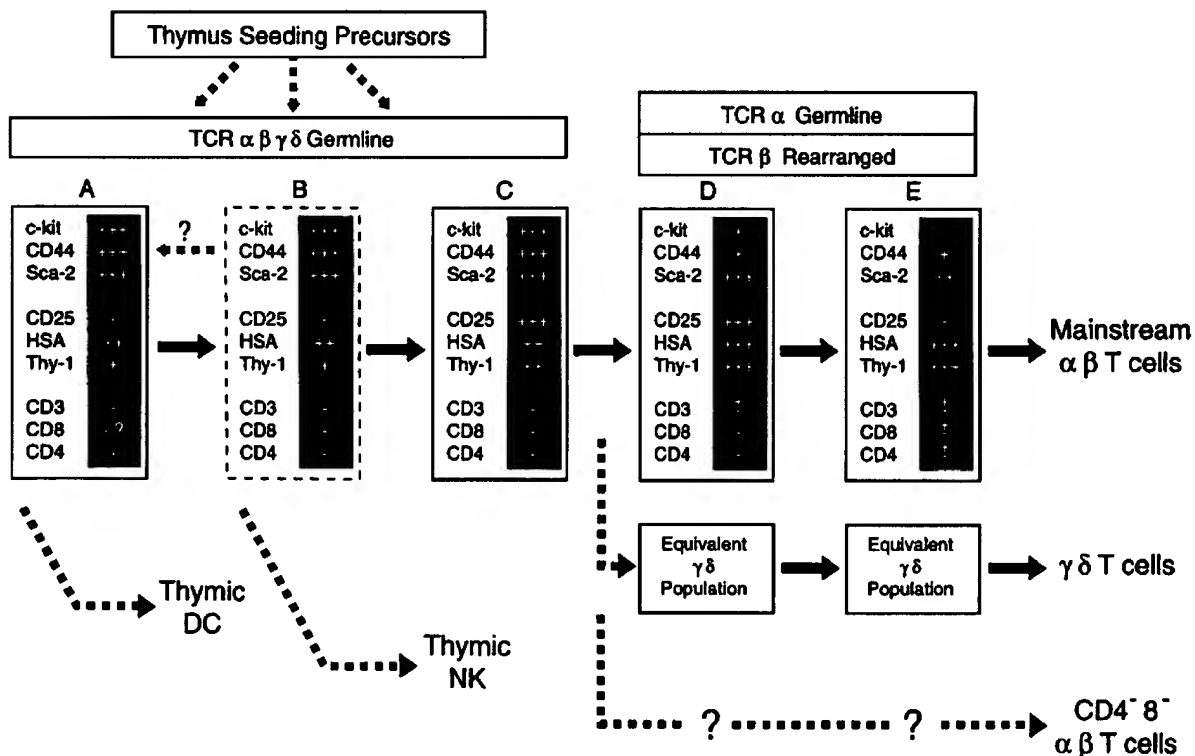 Thymus Seeding Precursors
TCR α β γ δ Germline
TCR α Germline
TCR β Rearranged
A
B
C
D
E
c-kit
CD44
Sca-2
CD25
HSA
Thy-1
CD3
CD8
CD4
?
c-kit
CD44
Sca-2
CD25
HSA
Thy-1
CD3
CD8
CD4
c-kit
CD44
Sca-2
CD25
HSA
Thy-1
CD3
CD8
CD4
c-kit
CD44
Sca-2
CD25
HSA
Thy-1
CD3
CD8
CD4
c-kit
CD44
Sca-2
CD25
HSA
Thy-1
CD3
CD8
CD4
Mainstream
α β T cells
Equivalent
γ δ
Population
Equivalent
γ δ
Population
γ δ T cells
Thymic
DC
Thymic
NK
? ?
CD4⁻ 8⁻
α β T cells